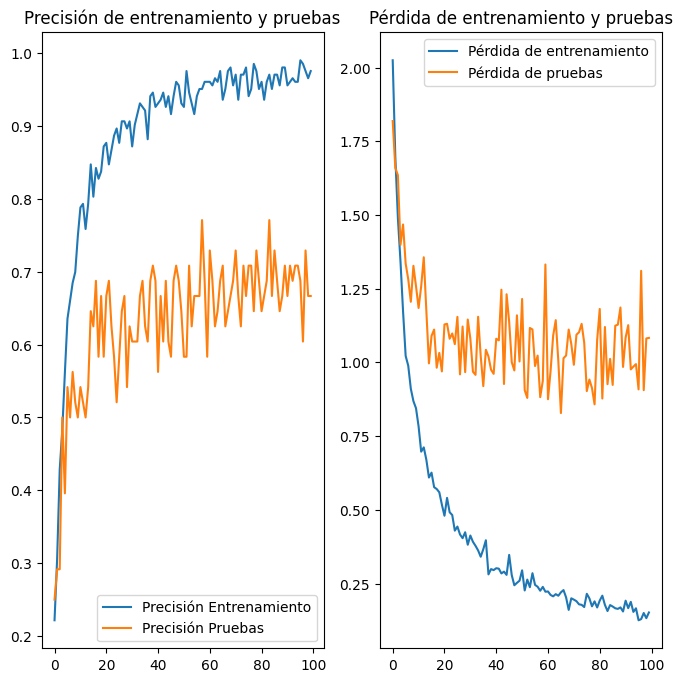 Precisión de entrenamiento y pruebas
1.0
0.9
0.8
0.7
0.6
0.5
0.4
0.3
0.2
0 20 40 60 80 100
Precisión Entrenamiento
Precisión Pruebas
Pérdida de entrenamiento y pruebas
Pérdida de entrenamiento
Pérdida de pruebas
2.00
1.75
1.50
1.25
1.00
0.75
0.50
0.25
0 20 40 60 80 100